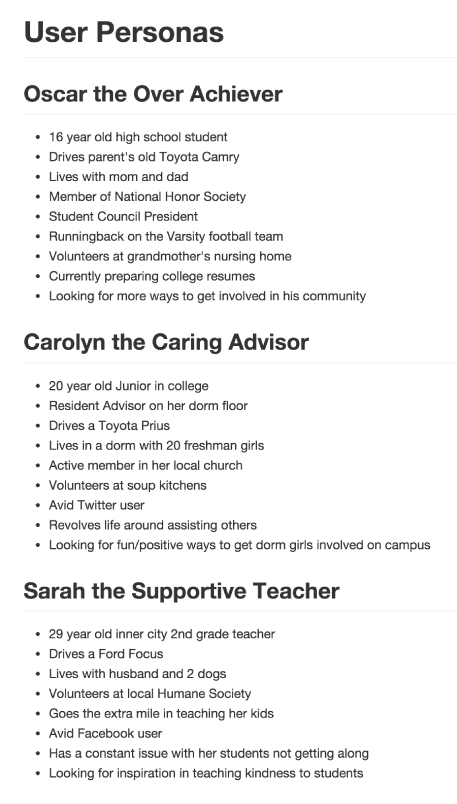 User Personas
Oscar the Over Achiever
16 year old high school student
Drives parent's old Toyota Camry
Lives with mom and dad
Member of National Honor Society
Student Council President
Runningback on the Varsity football team
Volunteers at grandmother's nursing home
Currently preparing college resumes
Looking for more ways to get involved in his community
Carolyn the Caring Advisor
20 year old Junior in college
Resident Advisor on her dorm floor
Drives a Toyota Prius
Lives in a dorm with 20 freshman girls
Active member in her local church
Volunteers at soup kitchens
Avid Twitter user
Revolves life around assisting others
Looking for fun/positive ways to get dorm girls involved on campus
Sarah the Supportive Teacher
29 year old inner city 2nd grade teacher
Drives a Ford Focus
Lives with husband and 2 dogs
Volunteers at local Humane Society
Goes the extra mile in teaching her kids
Avid Facebook user
Has a constant issue with her students not getting along
Looking for inspiration in teaching kindness to students